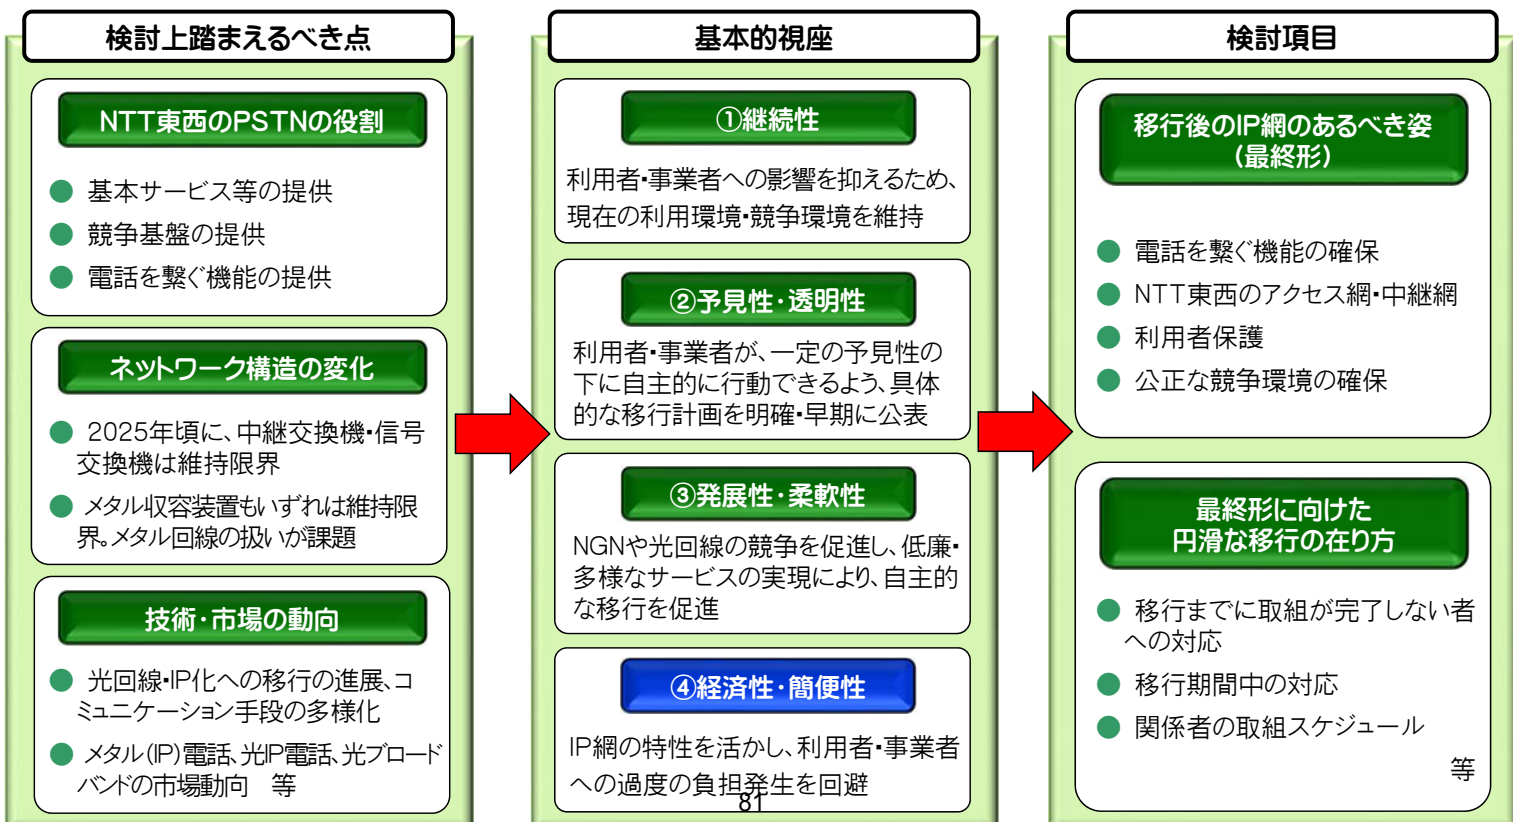 検討上踏まえるべき点
NTT東西のPSTNの役割
● 基本サービス等の提供
● 競争基盤の提供
● 電話を繋ぐ機能の提供
ネットワーク構造の変化
● 2025年頃に、中継交換機・信号
交換機は維持限界
● メタル収容装置もいずれは維持限
界。メタル回線の扱いが課題
技術・市場の動向
● 光回線・IP化への移行の進展、コ
ミュニケーション手段の多様化
● メタル(IP)電話、光IP電話、光ブロード
バンドの市場動向　等
基本的視座
①継続性
利用者・事業者への影響を抑えるため、
現在の利用環境・競争環境を維持
②予見性・透明性
利用者・事業者が、一定の予見性の
下に自主的に行動できるよう、具体
的な移行計画を明確・早期に公表
③発展性・柔軟性
NGNや光回線の競争を促進し、低廉・
多様なサービスの実現により、自主的
な移行を促進
④経済性・簡便性
IP網の特性を活かし、利用者・事業者
への過度の負担発生を回避
81
検討項目
移行後のIP網のあるべき姿
(最終形)
● 電話を繋ぐ機能の確保
● NTT東西のアクセス網・中継網
● 利用者保護
● 公正な競争環境の確保
最終形に向けた
円滑な移行の在り方
● 移行までに取組が完了しない者
への対応
● 移行期間中の対応
● 関係者の取組スケジュール
等